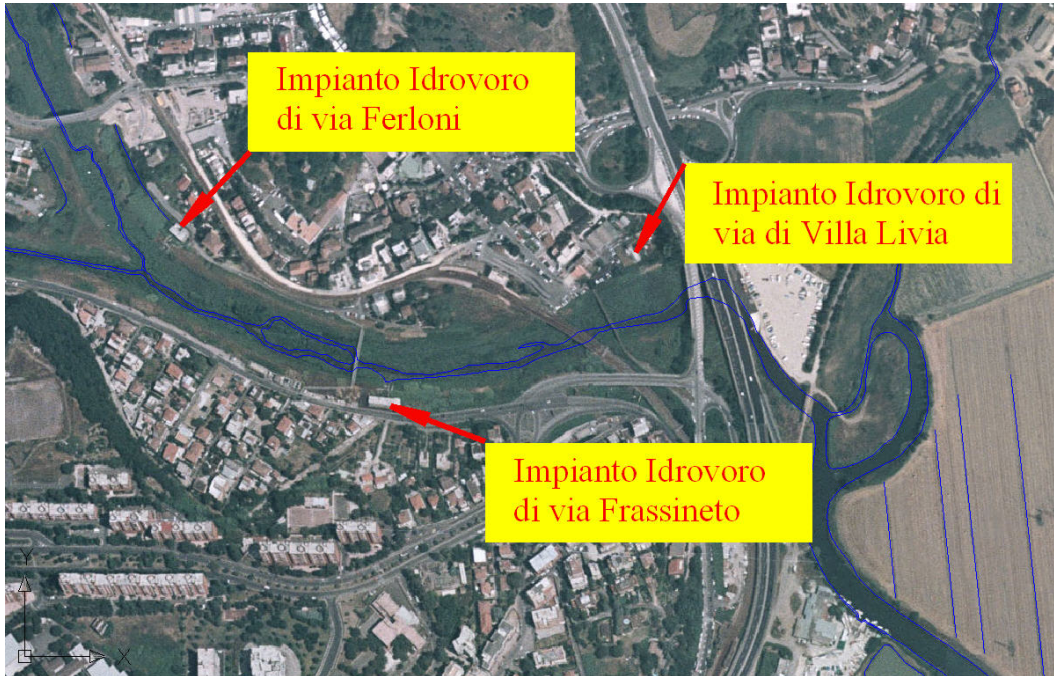 Impianto Idrovoro
di via Ferloni
Impianto Idrovoro di
via di Villa Livia
Impianto Idrovoro
di via Frassineto
Y
X